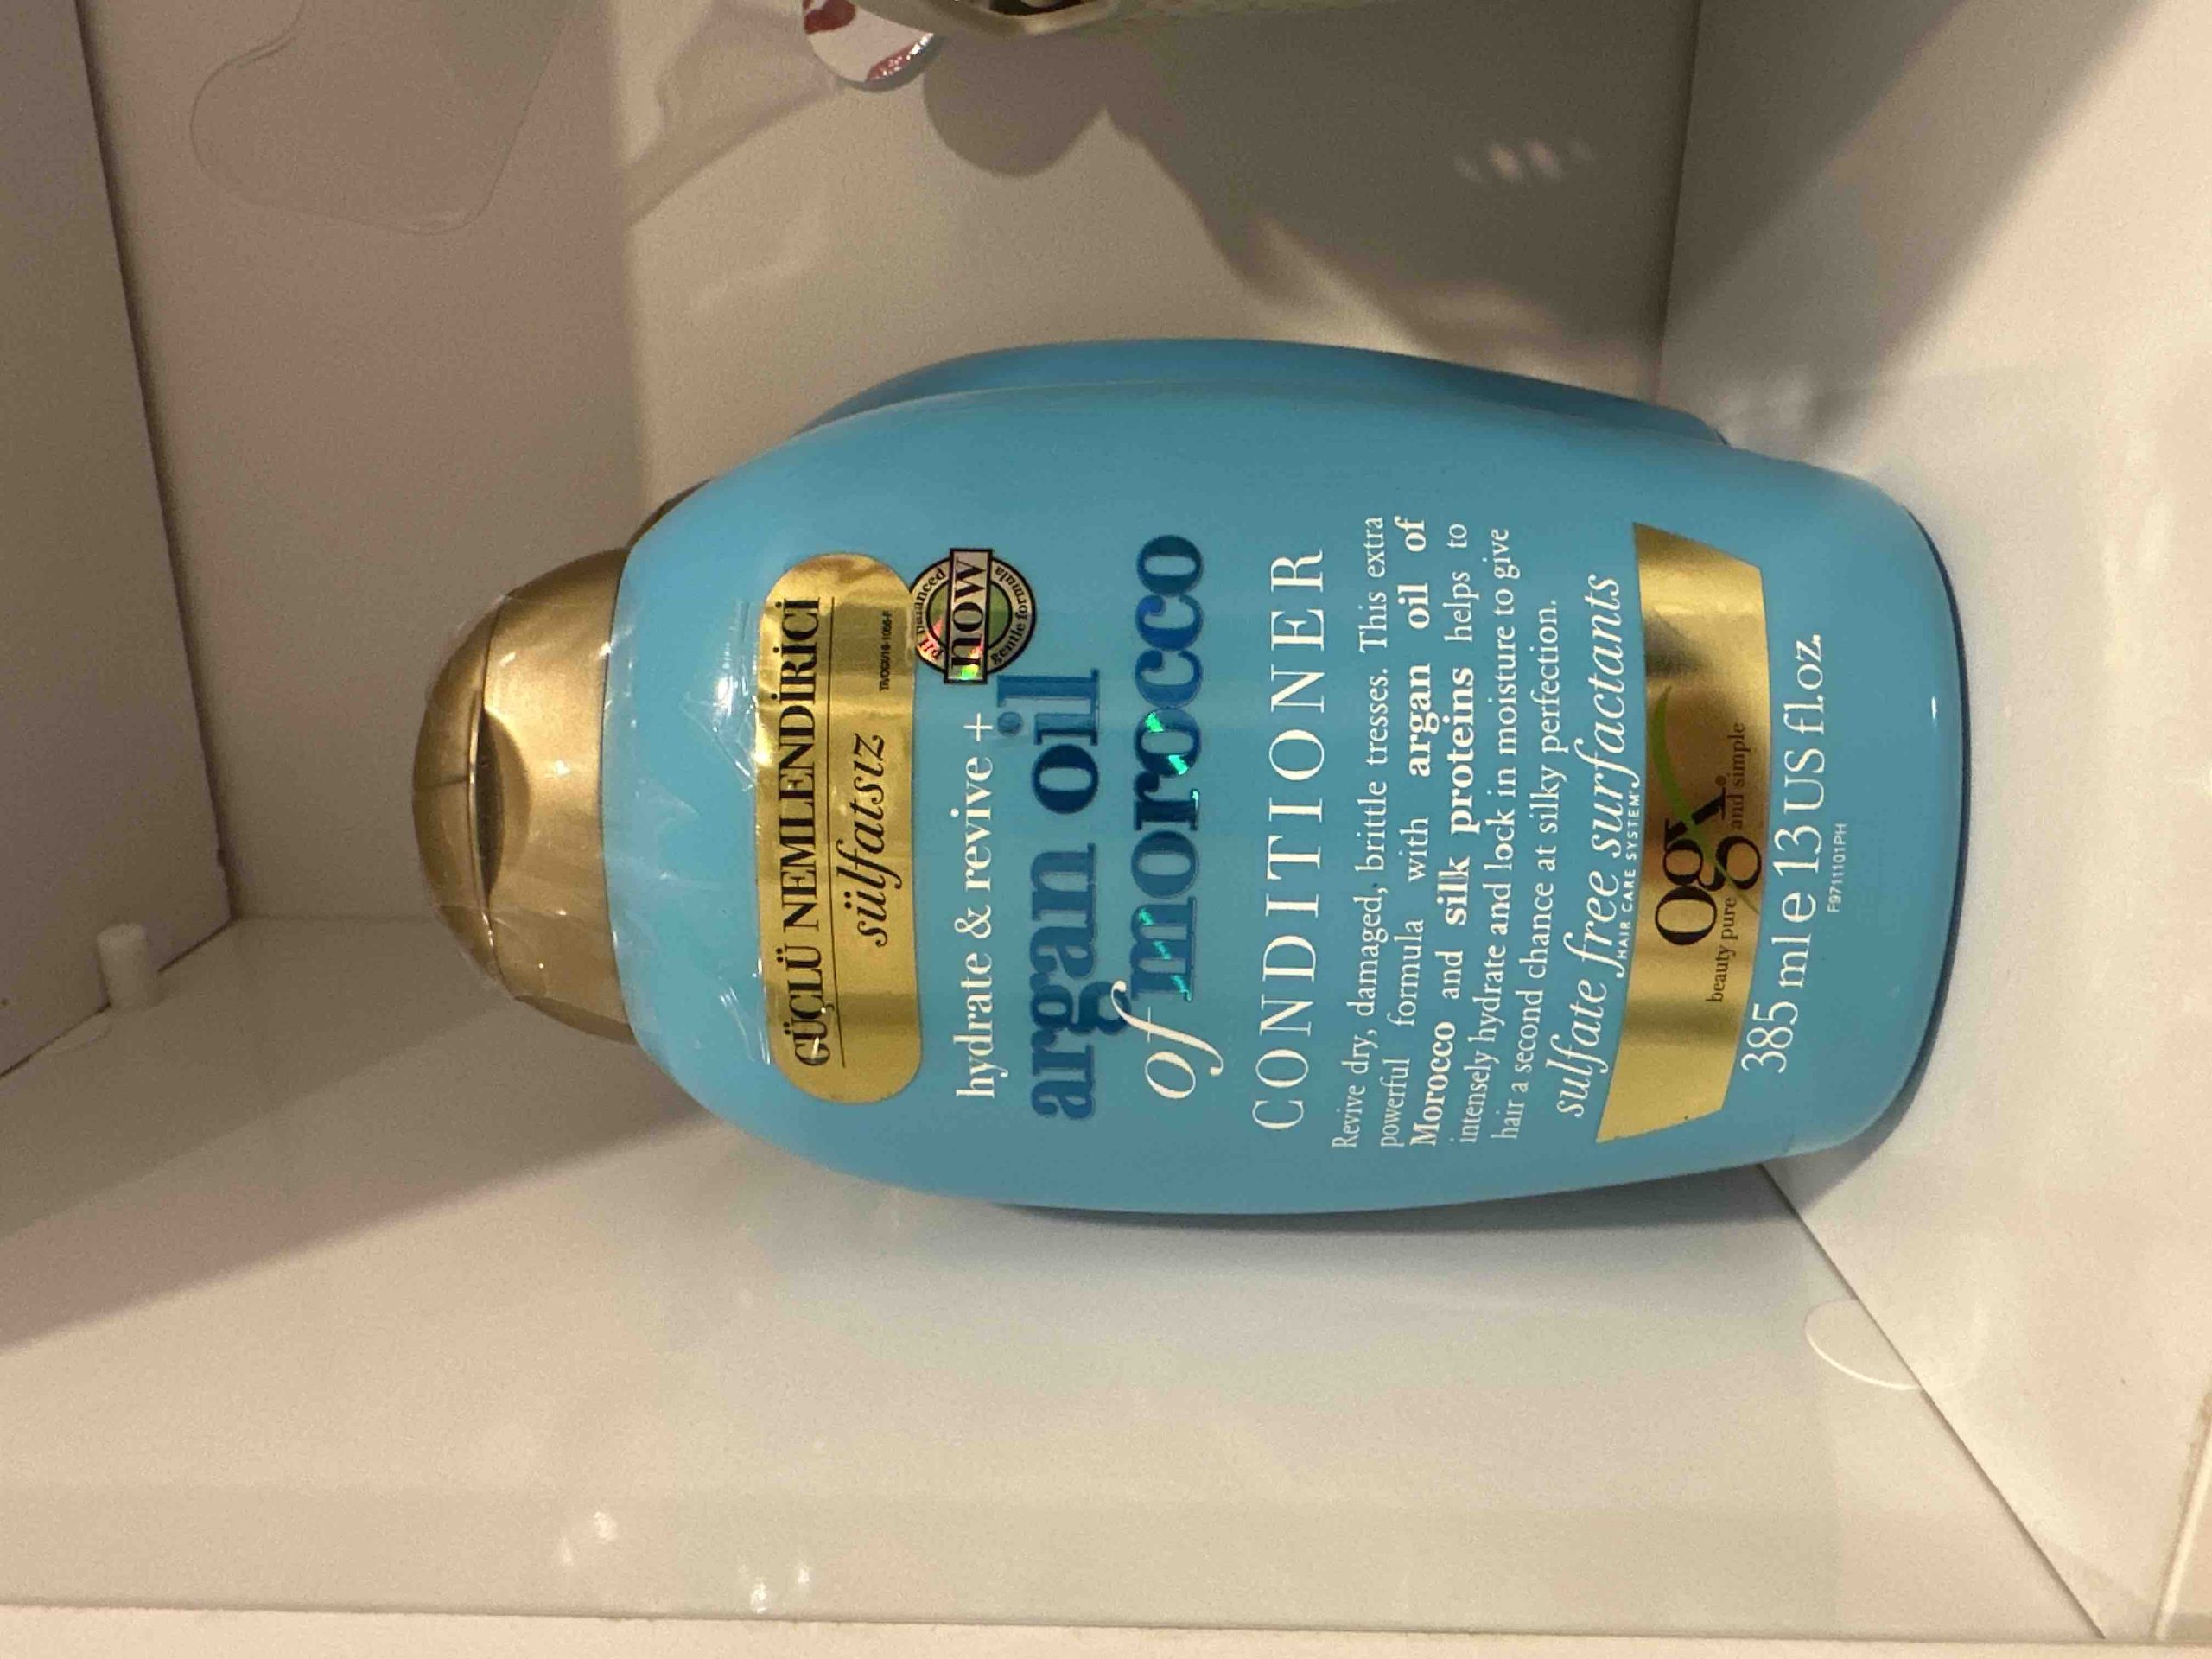 GÜÇLÜ NEMLENDİRİCİ
sülfatsız
pH balanced
now
gentle formula
hydrate & revive +
argan oil
of morocco
CONDITIONER
Revive dry, damaged, brittle tresses. This extra
powerful formula with argan oil of
Morocco and silk proteins helps to
intensely hydrate and lock in moisture to give
hair a second chance at silky perfection.
sulfate free surfactants
HAIR CARE SYSTEM
ogx
beauty pure and simple
385 ml e 13 US fl.oz.
F9711101PH